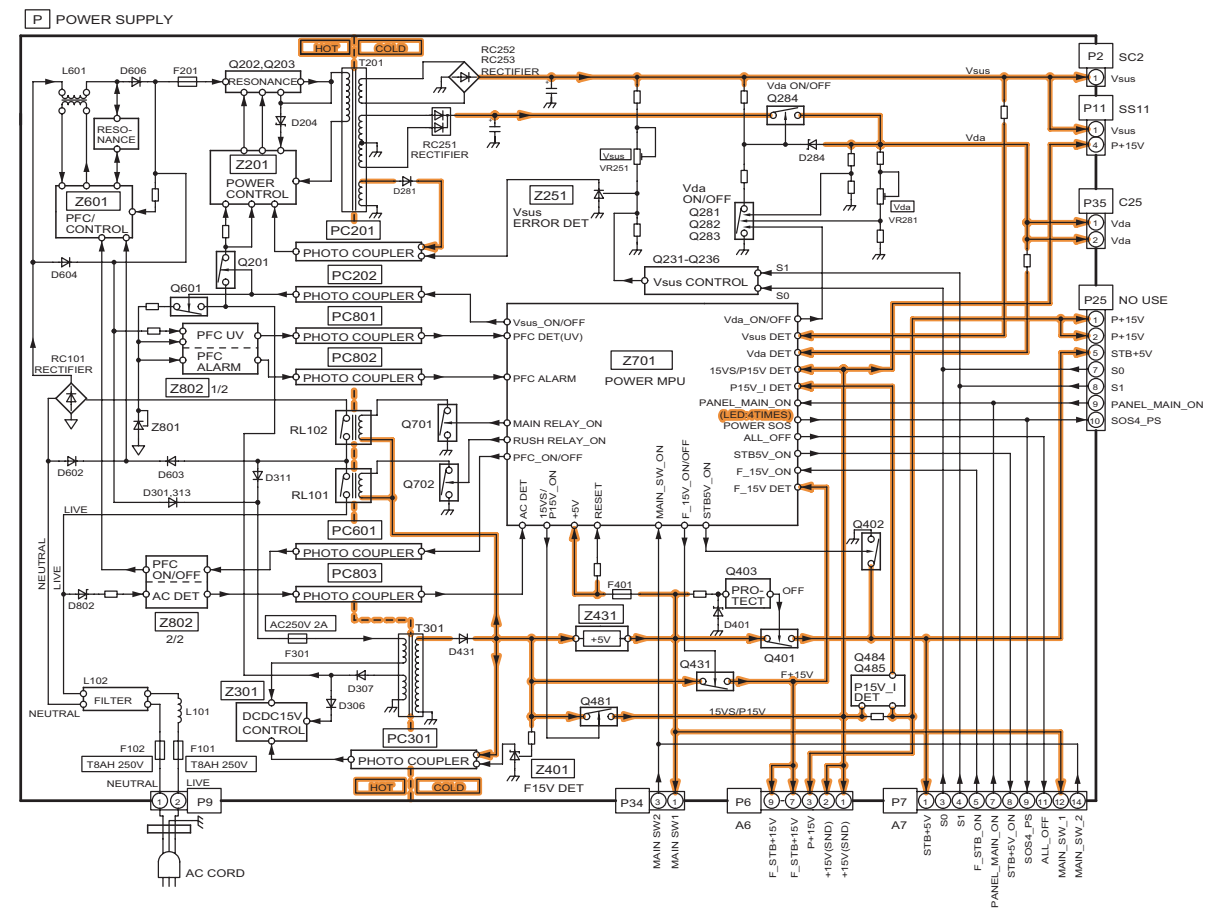 P POWER SUPPLY
HOT COLD
L601
D606
F201
Q202,Q203
RESONANCE
T201
RC252
RC253
RECTIFIER
Vsus
P2 SC2
1 Vsus
RESO-
NANCE
D204
RC251
RECTIFIER
Vda ON/OFF
Q284
P11 SS11
1 Vsus
4 P+15V
Z601
PFC/
CONTROL
Z201
POWER
CONTROL
D281
Z251
Vsus
ERROR DET
Vsus
VR251
D284
Vda
Vda
ON/OFF
Q281
Q282
Q283
Vda
VR281
P35 C25
1 Vda
2 Vda
PC201
PHOTO COUPLER
D604
Q201
PC202
PHOTO COUPLER
Q231-Q236
Vsus CONTROL
S1
S0
Q601
PC801
PHOTO COUPLER
PFC UV
PFC
ALARM
Z802 1/2
PC802
PHOTO COUPLER
RC101
RECTIFIER
Z801
P25 NO USE
1 P+15V
2 P+15V
5 STB+5V
7 S0
8 S1
9 PANEL_MAIN_ON
10 SOS4_PS
Z701
POWER MPU
Vsus_ON/OFF
PFC DET(UV)
PFC ALARM
MAIN RELAY_ON
RUSH RELAY_ON
PFC_ON/OFF
Vda_ON/OFF
Vsus DET
Vda DET
15VS/P15V DET
P15V_I DET
PANEL_MAIN_ON
(LED:4TIMES)
POWER SOS
ALL_OFF
STB5V_ON
F_15V_ON
F_15V DET
AC DET
15VS/
P15V_ON
+5V
RESET
MAIN_SW_ON
F_15V_ON/OFF
STB5V_ON
RL102
Q701
D602
D603
D311
RL101
Q702
D301,313
LIVE
NEUTRAL
LIVE
PC601
PHOTO COUPLER
PFC
ON/OFF
AC DET
Z802
2/2
D802
PC803
PHOTO COUPLER
Q402
F401
Q403
PRO-
TECT
OFF
D401
AC250V 2A
F301
T301
D431
Z431
+5V
Q401
Q431
F+15V
Q484
Q485
P15V_I
DET
L102
FILTER
NEUTRAL
L101
Z301
DCDC15V
CONTROL
D307
D306
Q481
15VS/P15V
F102
T8AH 250V
F101
T8AH 250V
PC301
PHOTO COUPLER
Z401
F15V DET
HOT COLD
NEUTRAL
LIVE
1 2 P9
AC CORD
P34
3 1
MAIN SW2
MAIN SW1
P6
A6
9 7 3 2 1
F_STB+15V
F_STB+15V
P+15V
+15V(SND)
+15V(SND)
P7
A7
1 3 4 5 7 8 9 11 12 14
STB+5V
S0
S1
F_STB_ON
PANEL_MAIN_ON
STB+5V_ON
SOS4_PS
ALL_OFF
MAIN_SW_1
MAIN_SW_2